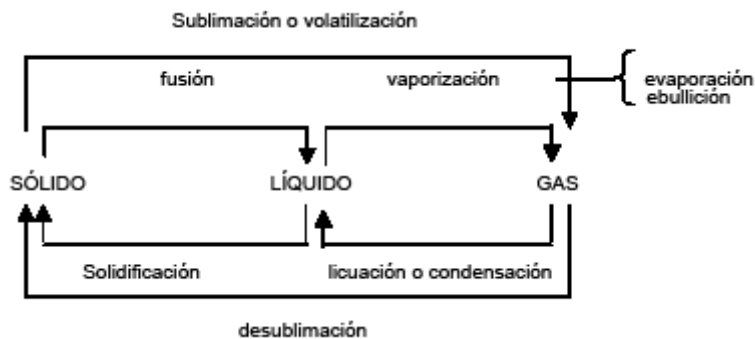 Sublimación o volatilización
fusión
vaporización
evaporación
ebullición
SÓLIDO
LÍQUIDO
GAS
Solidificación
licuación o condensación
desublimación